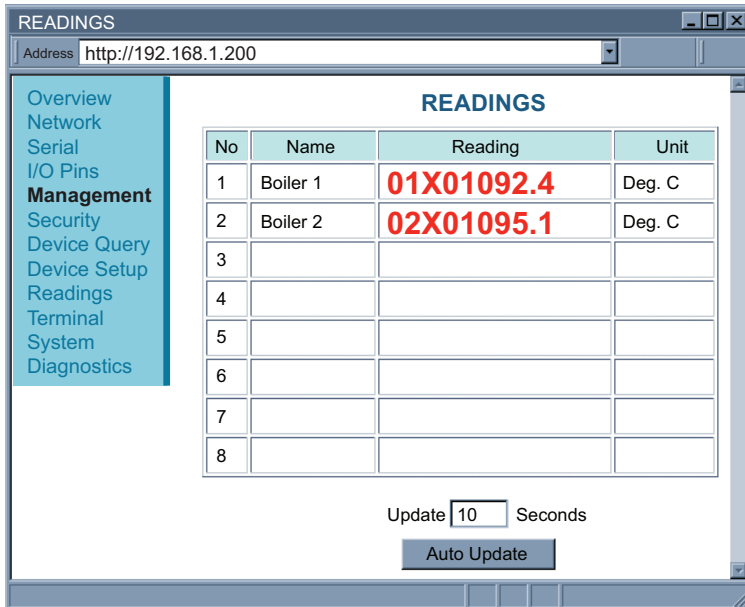 READINGS
Address http://192.168.1.200
Overview
Network
Serial
I/O Pins
Management
Security
Device Query
Device Setup
Readings
Terminal
System
Diagnostics
READINGS
No Name Reading Unit
1 Boiler 1 01X01092.4 Deg. C
2 Boiler 2 02X01095.1 Deg. C
3
4
5
6
7
8
Update 10 Seconds
Auto Update